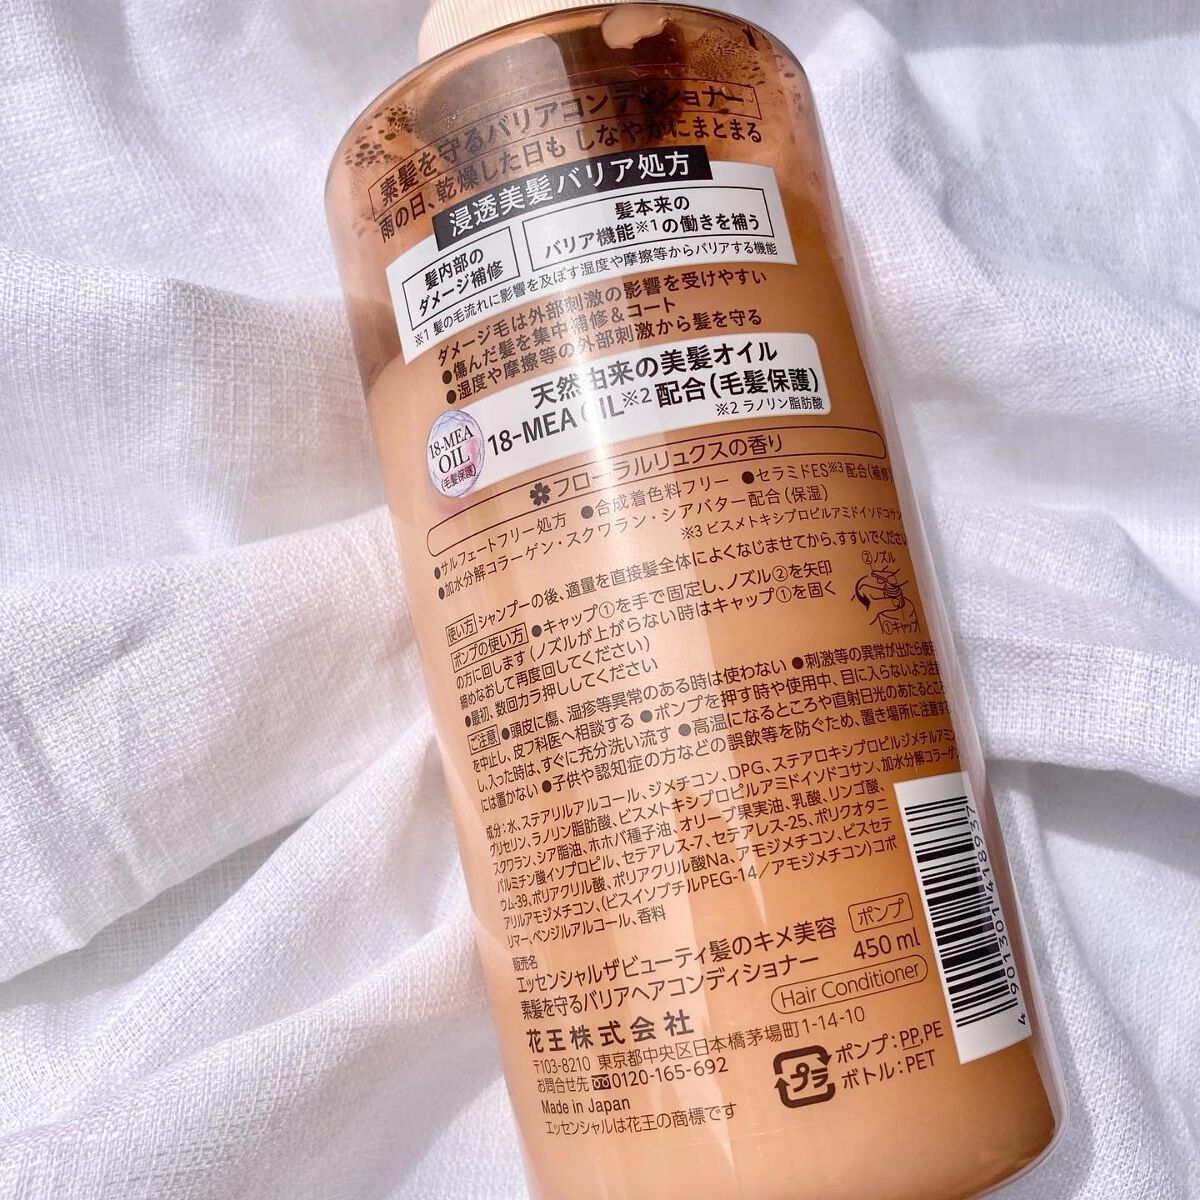 素髪を守るバリアコンディショナー
雨の日、乾燥した日も しなやかにまとまる
浸透美髪バリア処方
髪内部の
ダメージ補修
髪本来の
バリア機能※1の働きを補う
※1 髪の毛流れに影響を及ぼす湿度や摩擦等からバリアする機能
ダメージ毛は外部刺激の影響を受けやすい
●傷んだ髪を集中補修＆コート
●湿度や摩擦等の外部刺激から髪を守る
18-MEA
OIL
(毛髪保護)
天然由来の美髪オイル
18-MEA OIL※2配合(毛髪保護)
※2 ラノリン脂肪酸
フローラルリュクスの香り
●サルフェートフリー処方 ●合成着色料フリー ●セラミドES※3配合(補修)
●加水分解コラーゲン・スクワラン・シアバター配合(保湿)
※3 ビスメトキシプロピルアミドイソドコサン
使い方 シャンプーの後、適量を直接髪全体によくなじませてから、すすいでください
ポンプの使い方 ●キャップ①を手で固定し、ノズル②を矢印
の方に回します(ノズルが上がらない時はキャップ①を固く
締めなおして再度回してください)
●最初、数回カラ押ししてください
②ノズル
①キャップ
ご注意 ●頭皮に傷、湿疹等異常のある時は使わない ●刺激等の異常が出たら使用
を中止し、皮フ科医へ相談する ●ポンプを押す時や使用中、目に入らないよう注意
し、入った時は、すぐに充分洗い流す ●高温になるところや直射日光のあたるところ
には置かない ●子供や認知症の方などの誤飲等を防ぐため、置き場所に注意する
成分：水、ステアリルアルコール、ジメチコン、DPG、ステアロキシプロピルジメチルアミン、
グリセリン、ラノリン脂肪酸、ビスメトキシプロピルアミドイソドコサン、加水分解コラーゲン、
スクワラン、シア脂油、ホホバ種子油、オリーブ果実油、乳酸、リンゴ酸、
パルミチン酸イソプロピル、セテアレス-7、セテアレス-25、ポリクオタニ
ウム-39、ポリアクリル酸、ポリアクリル酸Na、アモジメチコン、ビスセテ
アリルアモジメチコン、(ビスイソブチルPEG-14／アモジメチコン)コポ
リマー、ベンジルアルコール、香料
販売名
エッセンシャルザビューティ髪のキメ美容
素髪を守るバリアヘアコンディショナー
ポンプ
450 ml
Hair Conditioner
花王株式会社
〒103-8210 東京都中央区日本橋茅場町1-14-10
お問合せ先 0120-165-692
Made in Japan
エッセンシャルは花王の商標です
プラ
ポンプ：PP,PE
ボトル：PET
4 901301 418937